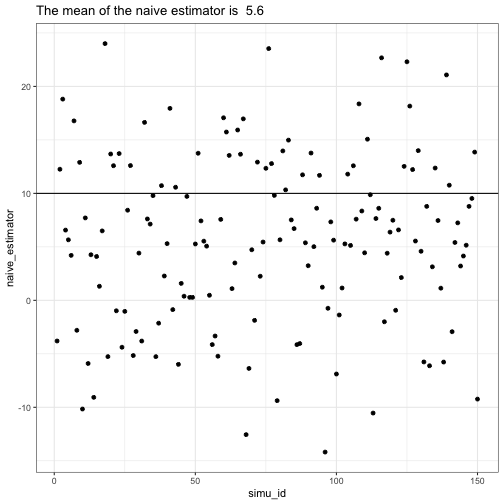 The mean of the naive estimator is  5.6
naive_estimator
20
10
0
-10
0
50
100
150
simu_id